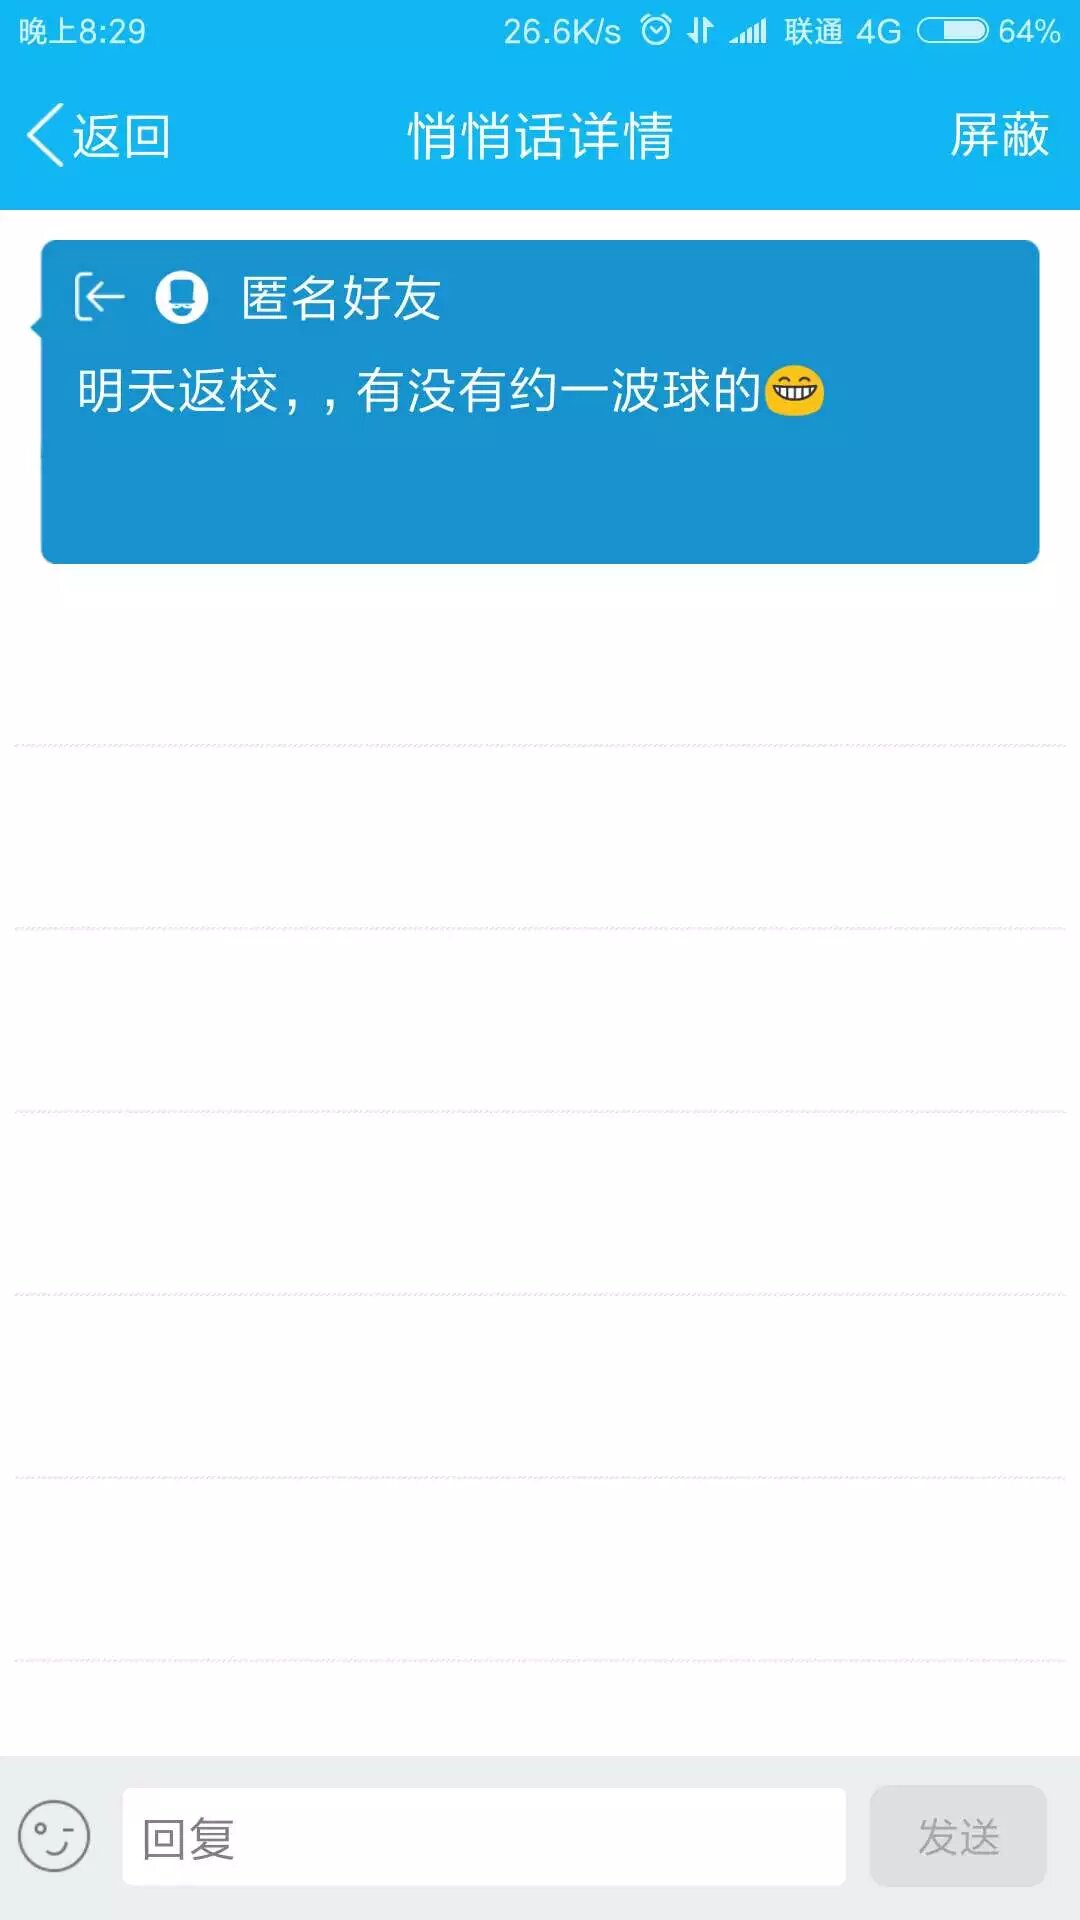 晚上8:29 26.6K/s 联通 4G 64%
返回 悄悄话详情 屏蔽
匿名好友
明天返校，，有没有约一波球的😁
回复 发送